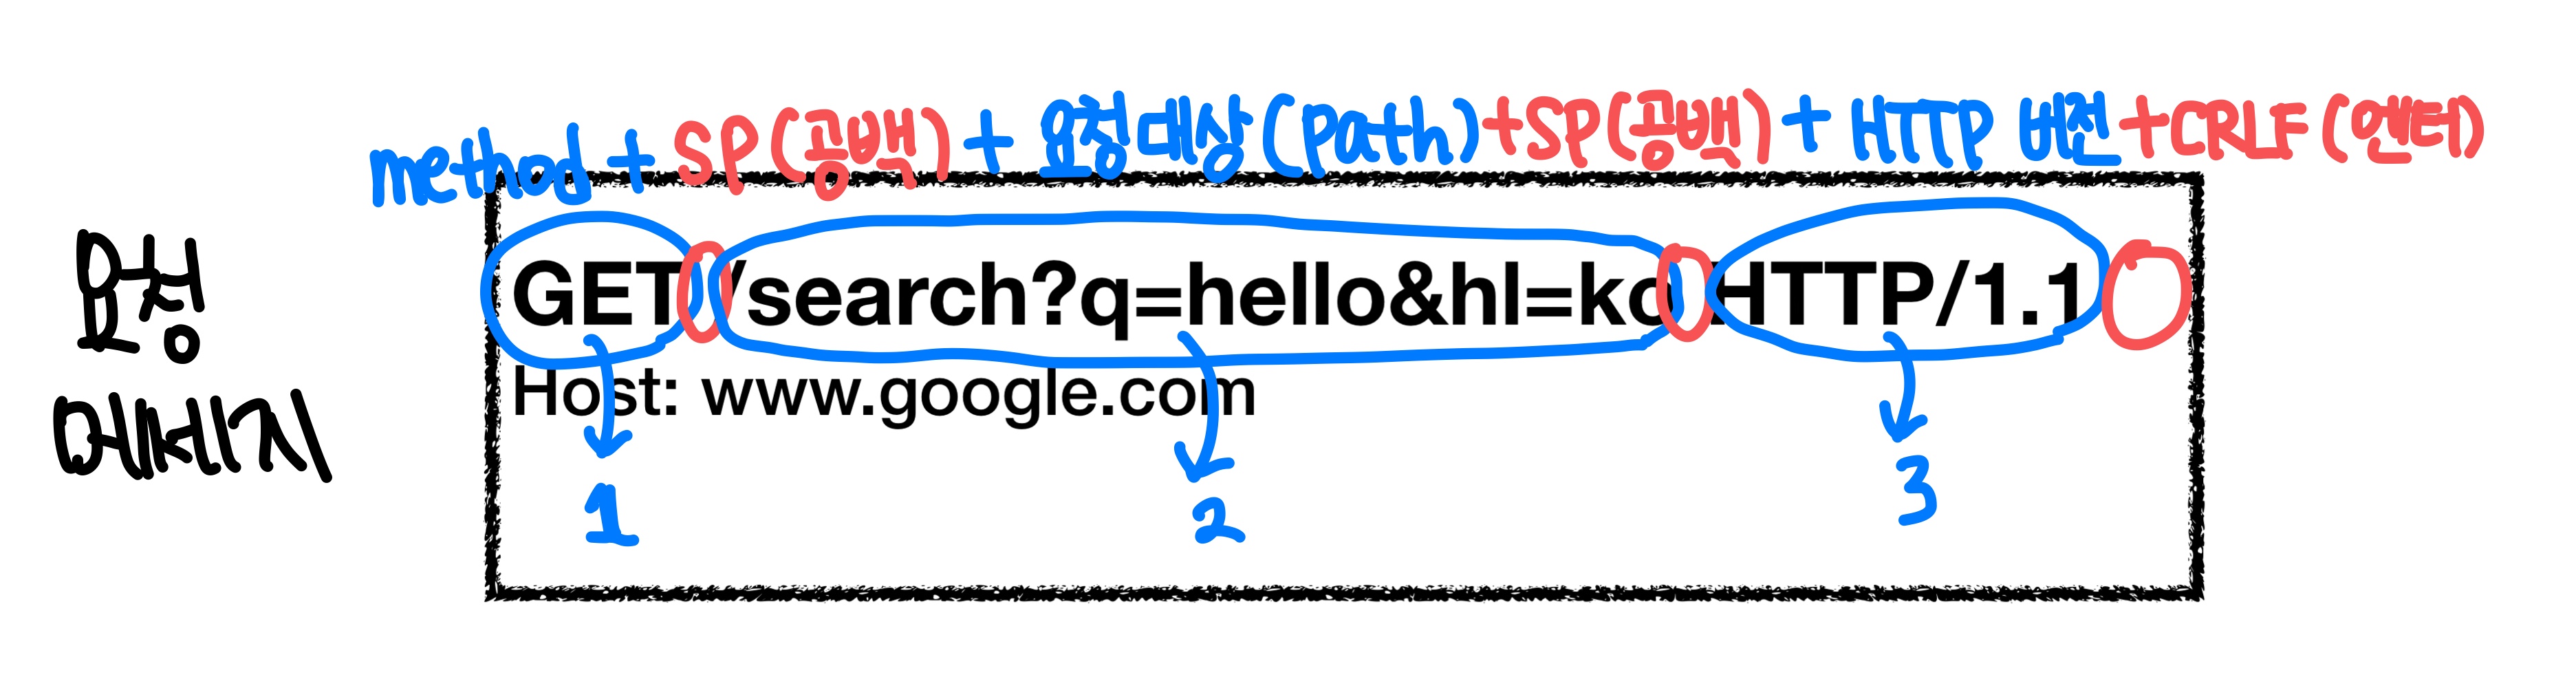 method + SP(공백) + 요청대상(path)+SP(공백) + HTTP 버전+CRLF(엔터)
요청
메세지
GET /search?q=hello&hl=ko HTTP/1.1
Host: www.google.com
1
2
3